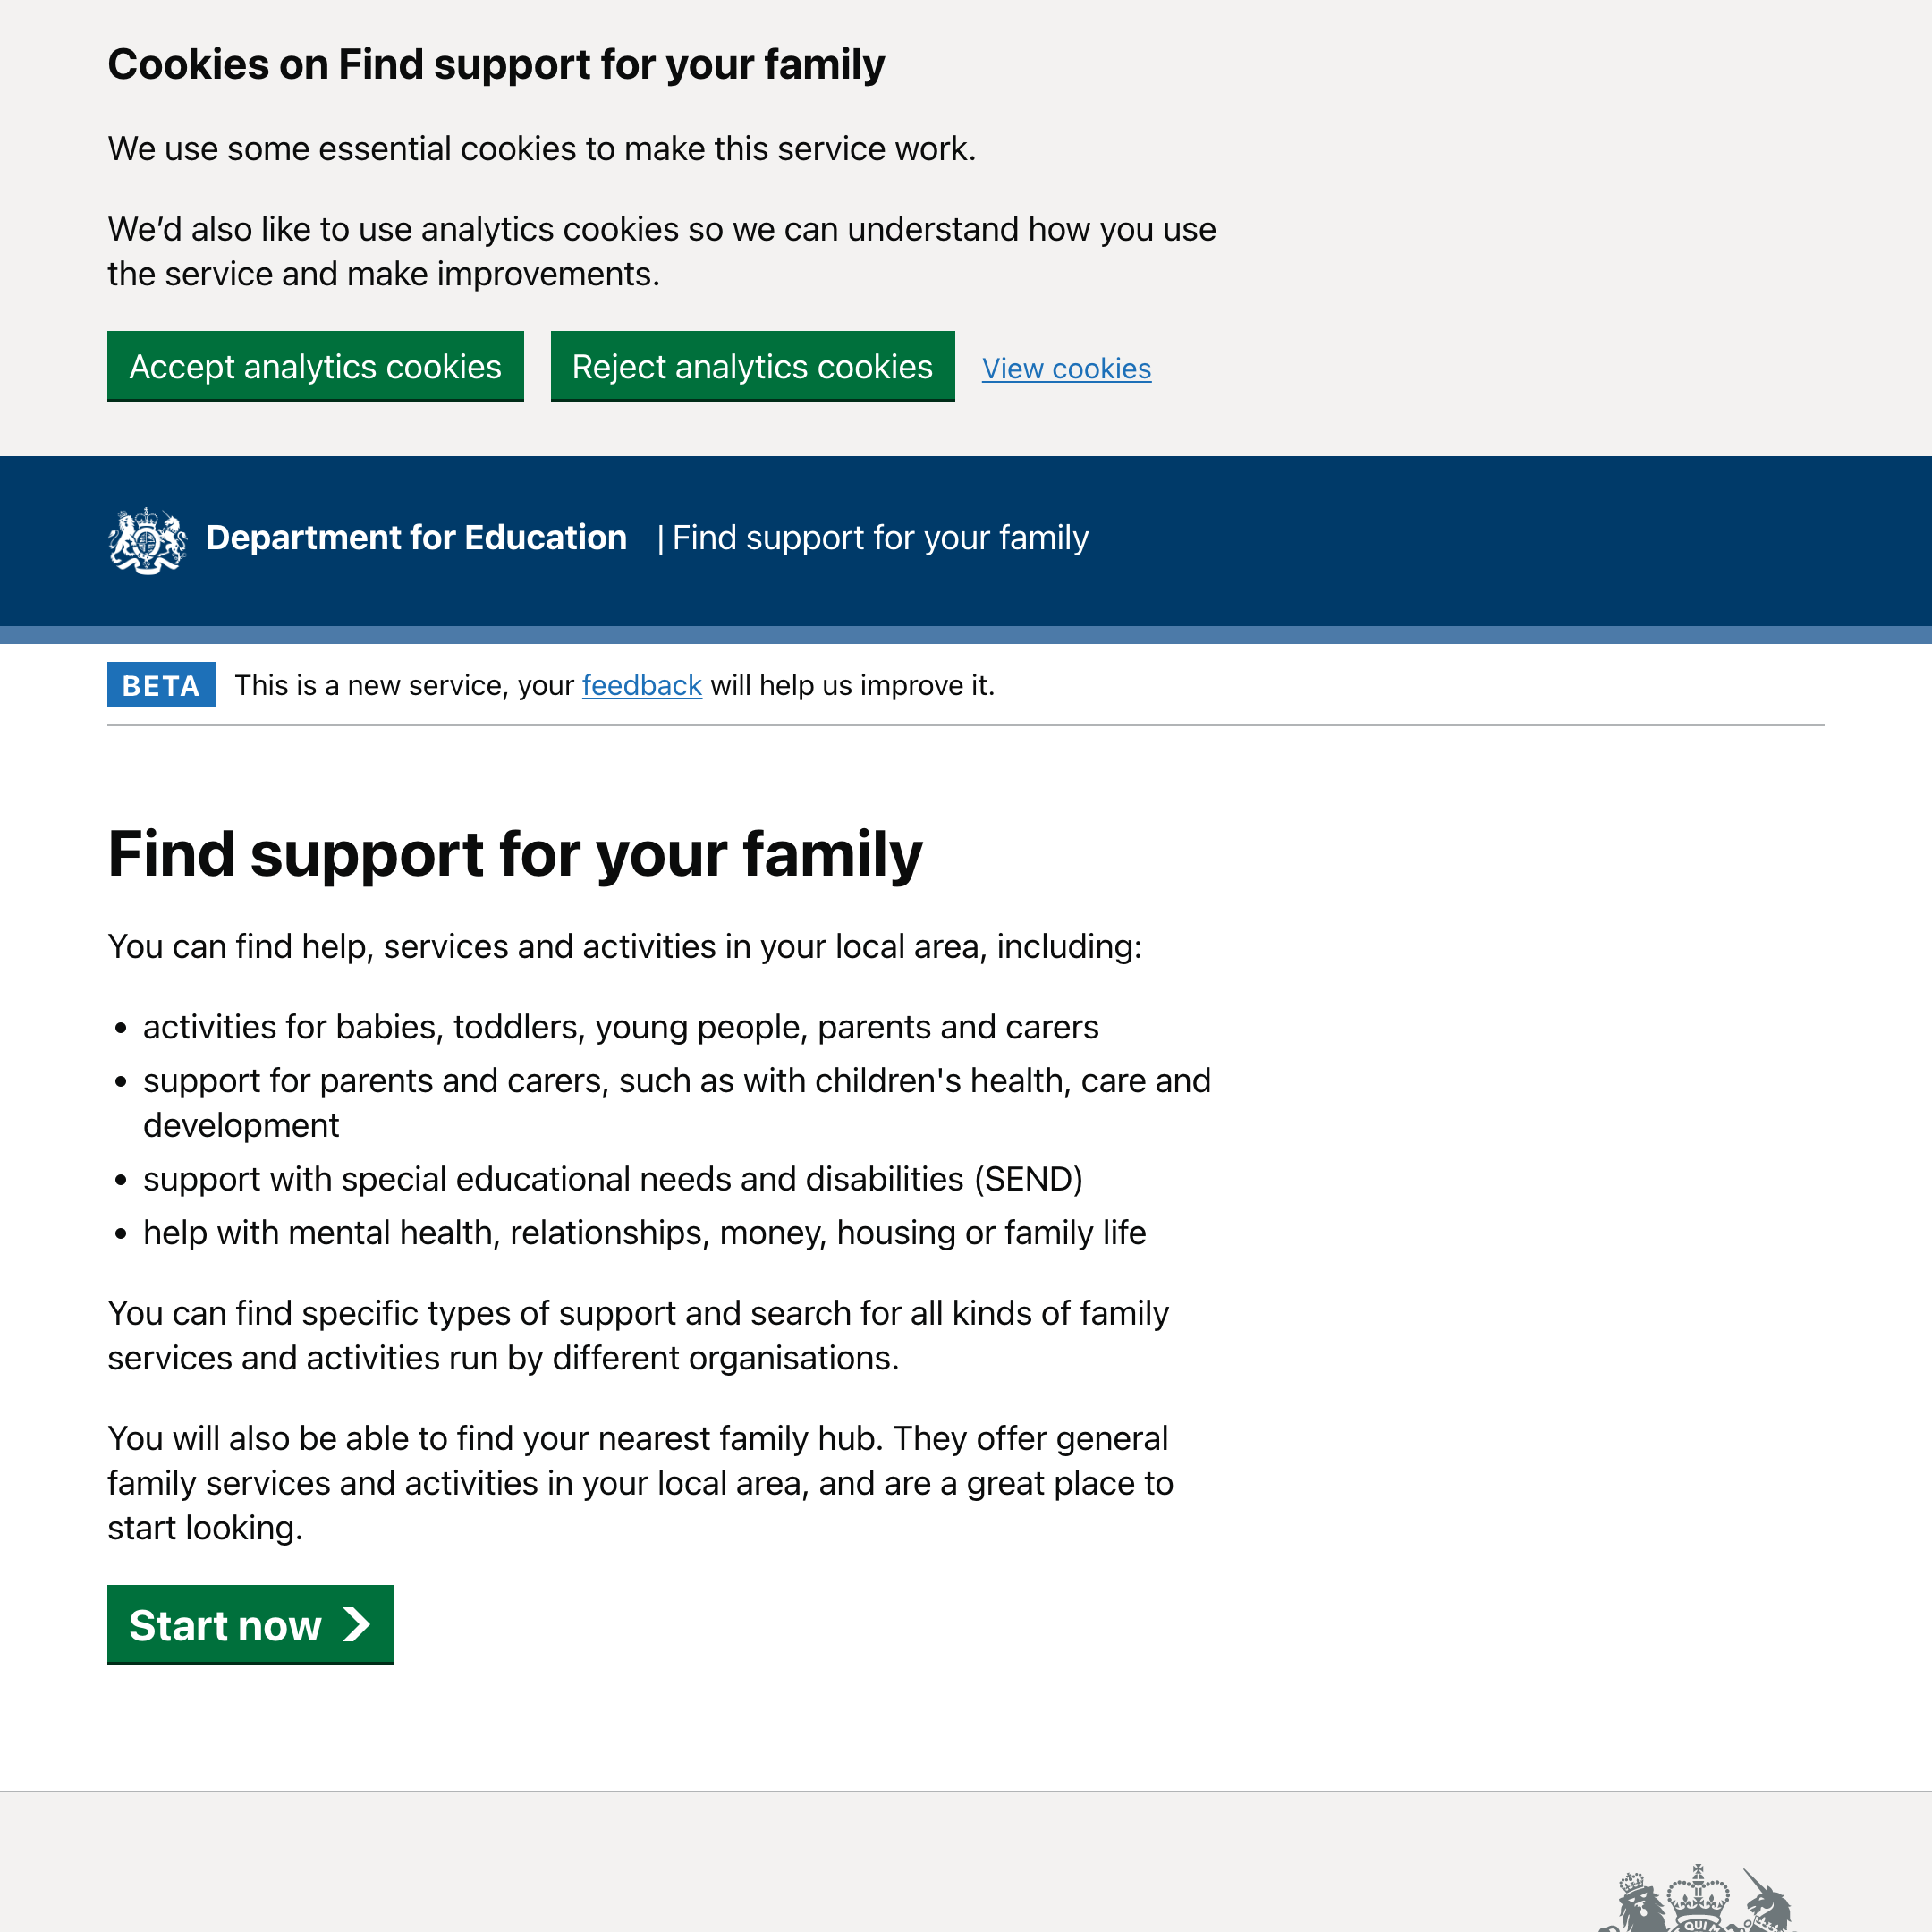 Cookies on Find support for your family
We use some essential cookies to make this service work.
We’d also like to use analytics cookies so we can understand how you use
the service and make improvements.
Accept analytics cookies
Reject analytics cookies
View cookies
Department for Education | Find support for your family
BETA This is a new service, your feedback will help us improve it.
Find support for your family
You can find help, services and activities in your local area, including:
• activities for babies, toddlers, young people, parents and carers
• support for parents and carers, such as with children's health, care and
development
• support with special educational needs and disabilities (SEND)
• help with mental health, relationships, money, housing or family life
You can find specific types of support and search for all kinds of family
services and activities run by different organisations.
You will also be able to find your nearest family hub. They offer general
family services and activities in your local area, and are a great place to
start looking.
Start now
QUI M